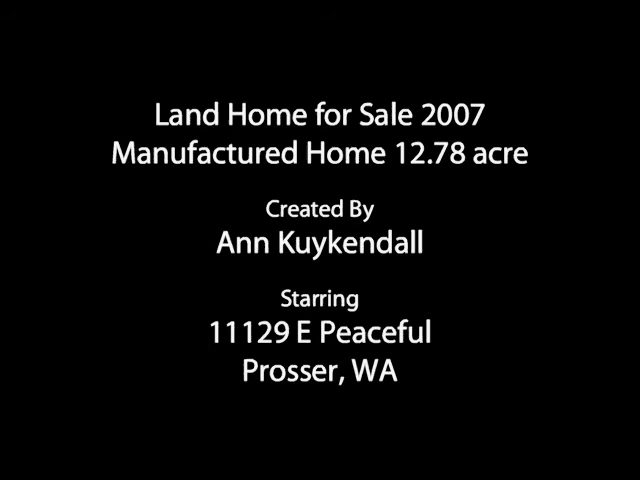 Land Home for Sale 2007
Manufactured Home 12.78 acre
Created By
Ann Kuykendall
Starring
11129 E Peaceful
Prosser, WA